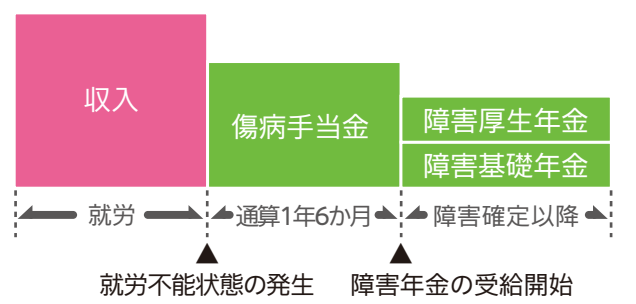 収入
傷病手当金
障害厚生年金
障害基礎年金
就労
通算1年6か月
障害確定以降
就労不能状態の発生
障害年金の受給開始